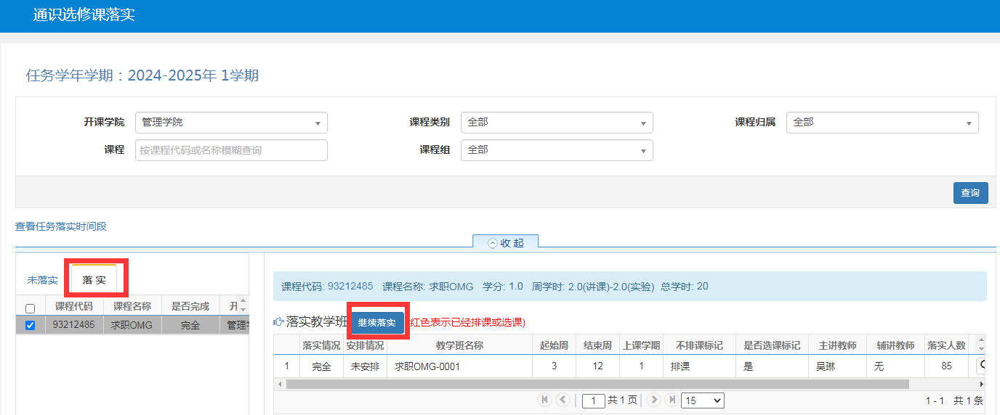 通识选修课落实
任务学年学期：2024-2025年 1学期
开课学院 管理学院 课程类别 全部 课程归属 全部
课程 按课程代码或名称模糊查询 课程组 全部
查询
查看任务落实时间段
收 起
未落实 落 实
课程代码 课程名称 是否完成 开
93212485 求职OMG 完全 管理学
课程代码: 93212485 课程名称: 求职OMG 学分: 1.0 周学时: 2.0(讲课)-2.0(实验) 总学时: 20
落实教学班 继续落实 红色表示已经排课或选课)
落实情况 安排情况 教学班名称 起始周 结束周 上课学期 不排课标记 是否选课标记 主讲教师 辅讲教师 落实人数
1 完全 未安排 求职OMG-0001 3 12 1 排课 是 吴琳 无 85
1 共 1 页 15 1 - 1 共 1 条